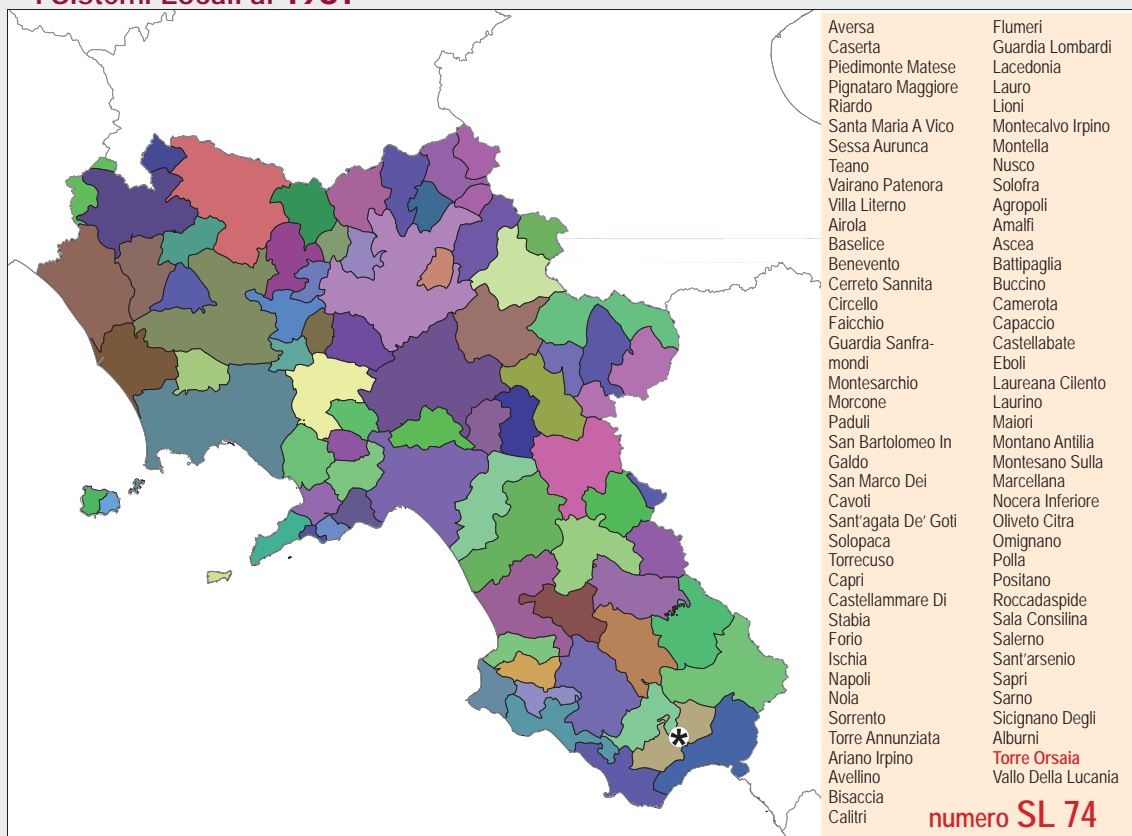 Aversa
Caserta
Piedimonte Matese
Pignataro Maggiore
Riardo
Santa Maria A Vico
Sessa Aurunca
Teano
Vairano Patenora
Villa Literno
Airola
Baselice
Benevento
Cerreto Sannita
Circello
Faicchio
Guardia Sanfra-
mondi
Montesarchio
Morcone
Paduli
San Bartolomeo In
Galdo
San Marco Dei
Cavoti
Sant'agata De' Goti
Solopaca
Torrecuso
Capri
Castellammare Di
Stabia
Forio
Ischia
Napoli
Nola
Sorrento
Torre Annunziata
Ariano Irpino
Avellino
Bisaccia
Calitri
Flumeri
Guardia Lombardi
Lacedonia
Lauro
Lioni
Montecalvo Irpino
Montella
Nusco
Solofra
Agropoli
Amalfi
Ascea
Battipaglia
Buccino
Camerota
Capaccio
Castellabate
Eboli
Laureana Cilento
Laurino
Maiori
Montano Antilia
Montesano Sulla
Marcellana
Nocera Inferiore
Oliveto Citra
Omignano
Polla
Positano
Roccadaspide
Sala Consilina
Salerno
Sant'arsenio
Sapri
Sarno
Sicignano Degli
Alburni
Torre Orsaia
Vallo Della Lucania
numero SL 74
*